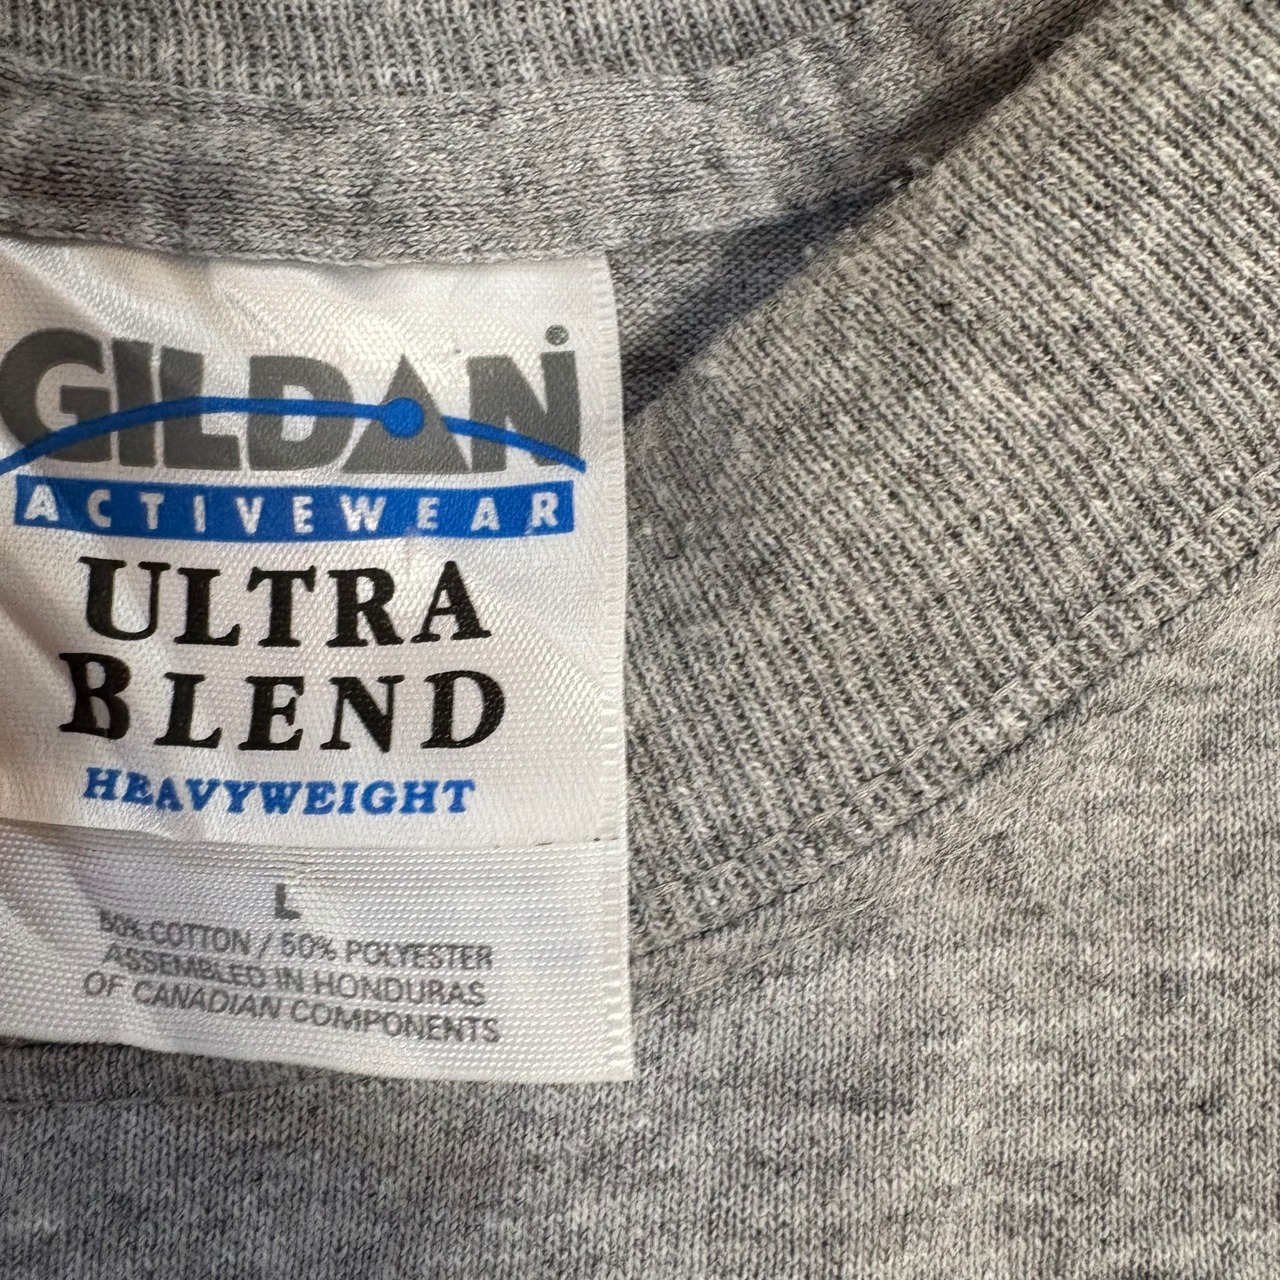 GILDAN®
ACTIVEWEAR
ULTRA
BLEND
HEAVYWEIGHT
L
50% COTTON / 50% POLYESTER
ASSEMBLED IN HONDURAS
OF CANADIAN COMPONENTS